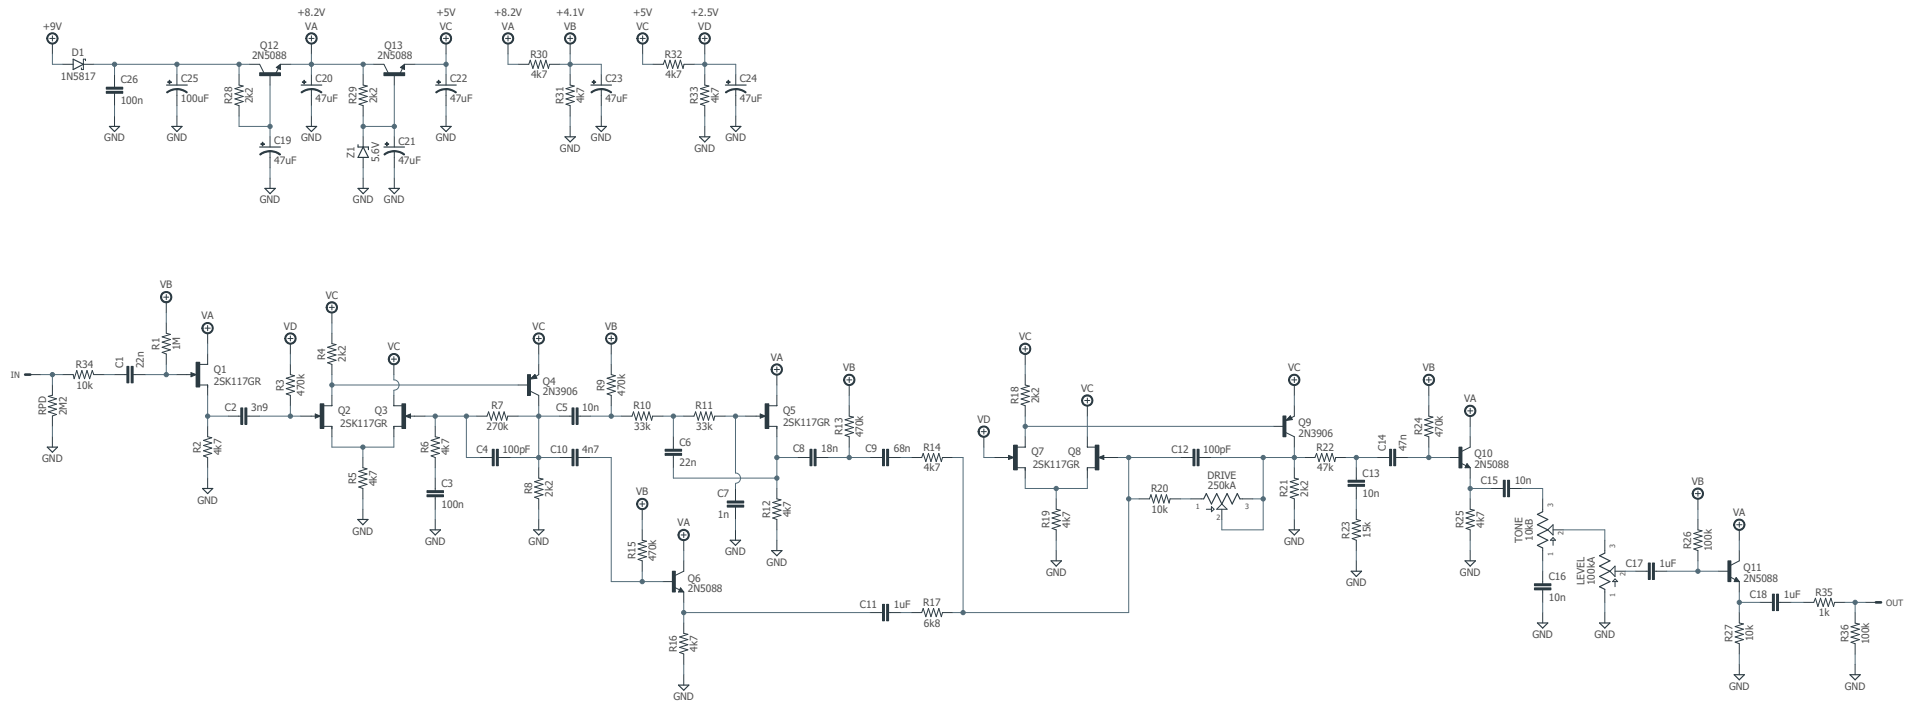 +9V
D1
1N5817
C26
100n
GND
C25
100uF
GND
R28
2k2
Q12
2N5088
C19
47uF
GND
+8.2V
VA
C20
47uF
GND
R29
2k2
Z1
5.6V
GND
Q13
2N5088
C21
47uF
GND
+5V
VC
C22
47uF
GND
+8.2V
VA
R30
4k7
+4.1V
VB
R31
4k7
GND
C23
47uF
GND
+5V
VC
R32
4k7
+2.5V
VD
R33
4k7
GND
C24
47uF
GND
IN
RPD
2M2
GND
R34
10k
C1
22n
VB
R1
1M
VA
Q1
2SK117GR
R2
4k7
GND
C2
3n9
VD
R3
470k
VC
R4
2k2
Q2
2SK117GR
Q3
VC
R5
4k7
GND
R6
4k7
C3
100n
GND
R7
270k
C4
100pF
VC
Q4
2N3906
R8
2k2
GND
C5
10n
C10
4n7
VB
R9
470k
R10
33k
R11
33k
C6
22n
C7
1n
GND
VA
Q5
2SK117GR
R12
4k7
GND
C8
18n
VB
R13
470k
C9
68n
R14
4k7
VB
R15
470k
VA
Q6
2N5088
R16
4k7
GND
C11
1uF
R17
6k8
VD
VC
R18
2k2
Q7
2SK117GR
Q8
VC
R19
4k7
GND
C12
100pF
R20
10k
DRIVE
250kA
1
2
3
VC
Q9
2N3906
R21
2k2
GND
R22
47k
C13
10n
R23
15k
GND
C14
47n
VB
R24
470k
VA
Q10
2N5088
R25
4k7
GND
C15
10n
TONE
10kB
3
2
1
C16
10n
GND
LEVEL
100kA
3
2
1
GND
C17
1uF
VB
R26
100k
VA
Q11
2N5088
R27
10k
GND
C18
1uF
R35
1k
R36
100k
GND
OUT